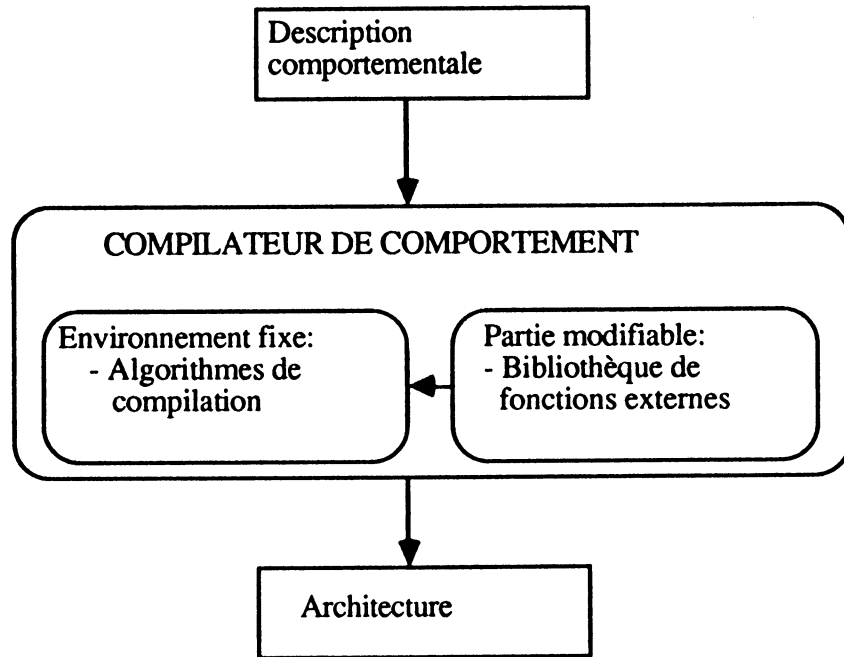 Description
comportementale
COMPILATEUR DE COMPORTEMENT
Environnement fixe:
- Algorithmes de
compilation
Partie modifiable:
- Bibliothèque de
fonctions externes
Architecture